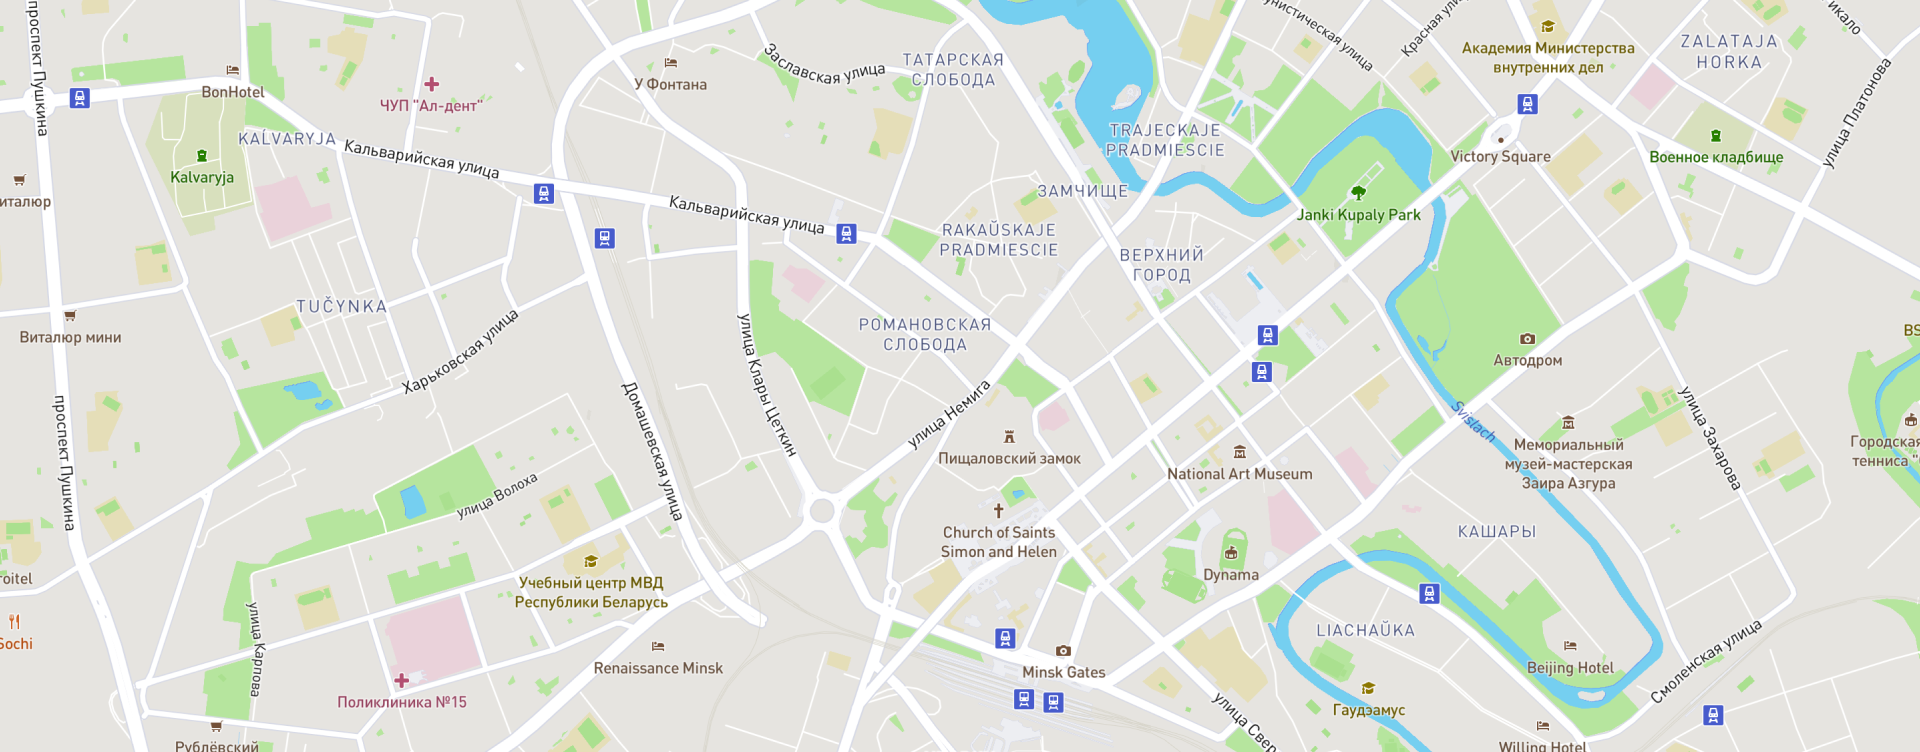 проспект Пушкина
BonHotel
ЧУП "Ал-дент"
KALVARYJA
Kalvaryja
Кальварийская улица
У Фонтана
Заславская улица
ТАТАРСКАЯ
СЛОБОДА
Красная
Академия Министерства
внутренних дел
ZALATAJA
HORKA
улица Платонова
TRAJECKAJE
PRADMIESCIE
Victory Square
Военное кладбище
ЗАМЧИЩЕ
Janki Kupaly Park
Кальварийская улица
RAKAŬSKAJE
PRADMIESCIE
ВЕРХНИЙ
ГОРОД
TUČYNKA
Виталюр мини
Харьковская улица
улица Клары Цеткин
РОМАНОВСКАЯ
СЛОБОДА
Автодром
Домашевская улица
улица Немига
проспект Пушкина
улица Волоха
Пищаловский замок
National Art Museum
Svislach
Мемориальный
музей-мастерская
Заира Азгура
улица Захарова
Городская
тенниса
Church of Saints
Simon and Helen
КАШАРЫ
Учебный центр МВД
Республики Беларусь
Dynama
Sochi
улица Карпова
LIACHAŬKA
Renaissance Minsk
Minsk Gates
Beijing Hotel
Смоленская улица
Поликлиника №15
Гаудэамус
улица Свер
Рублёвский
Willing Hotel